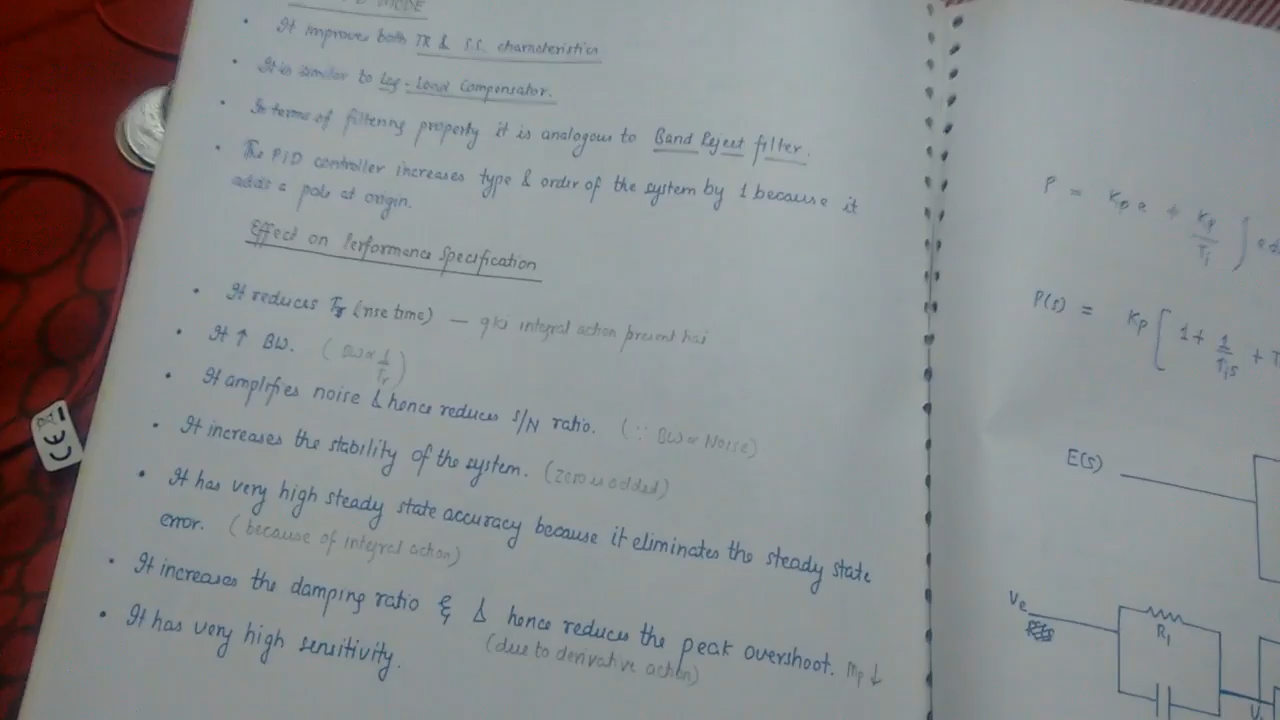 MODE
• It improves both TR & S.S. characteristics
• It is similar to Lag-Lead Compensator.
• In terms of filtering property it is analogous to Band Reject filter.
• The PID controller increases type & order of the system by 1 because it
adds a pole at origin.
Effect on Performance Specification
• It reduces Tr (rise time) — integral action present hai
• It ↑ BW. (BW ∝ 1/Tr)
• It amplifies noise & hence reduces S/N ratio. (∵ BW ∝ Noise)
• It increases the stability of the system. (zero is added)
• It has very high steady state accuracy because it eliminates the steady state
error. (because of integral action)
• It increases the damping ratio ξ & hence reduces the peak overshoot. Mp ↓
(due to derivative action)
• It has very high sensitivity.
P = Kp e + Kp/Ti ∫ e
P(s) = Kp [ 1 + 1/Tis +
E(s)
Ve
R1